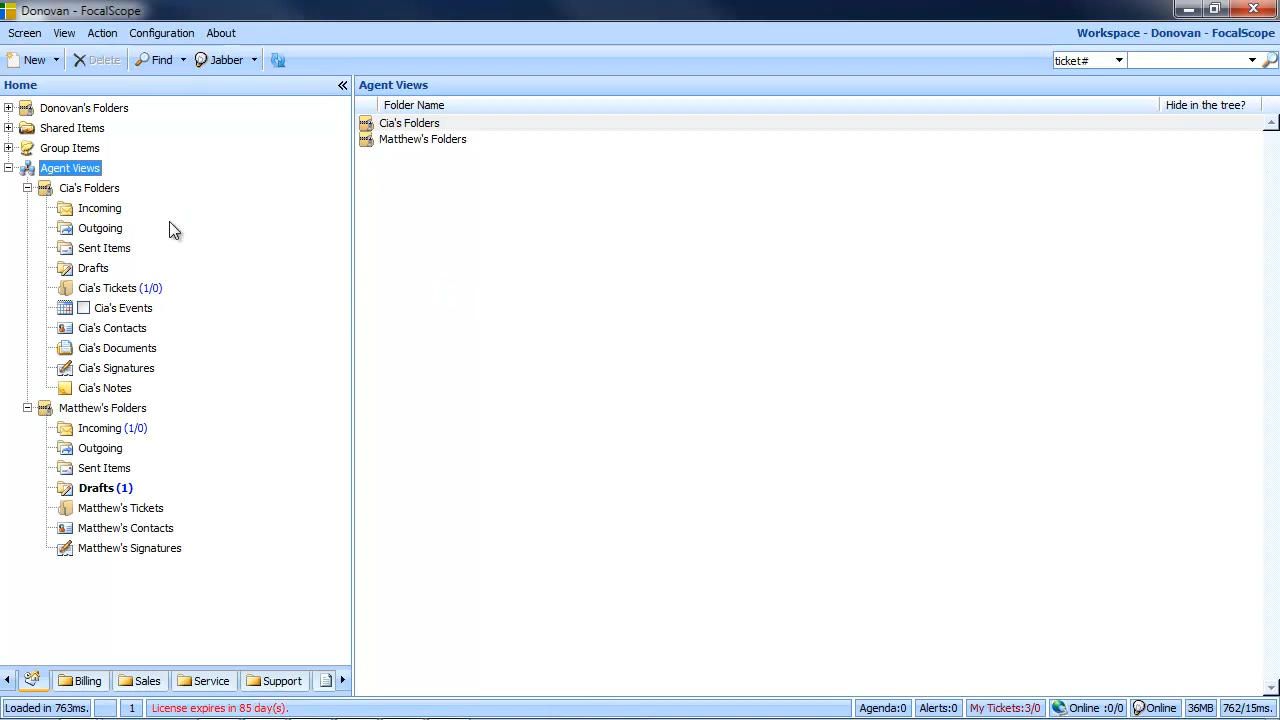 Donovan - FocalScope
Screen View Action Configuration About
Workspace - Donovan - FocalScope
New Delete Find Jabber
ticket#
Home
Agent Views
Donovan's Folders
Shared Items
Group Items
Agent Views
Cia's Folders
Incoming
Outgoing
Sent Items
Drafts
Cia's Tickets (1/0)
Cia's Events
Cia's Contacts
Cia's Documents
Cia's Signatures
Cia's Notes
Matthew's Folders
Incoming (1/0)
Outgoing
Sent Items
Drafts (1)
Matthew's Tickets
Matthew's Contacts
Matthew's Signatures
Folder Name Hide in the tree?
Cia's Folders
Matthew's Folders
Billing Sales Service Support
Loaded in 763ms. 1 License expires in 85 day(s). Agenda:0 Alerts:0 My Tickets:3/0 Online :0/0 Online 36MB 762/15ms.